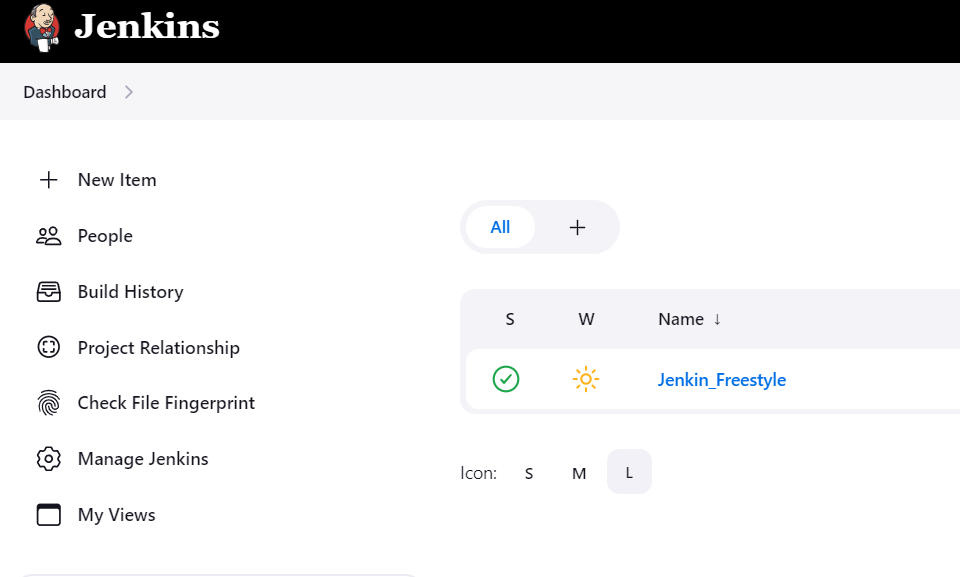 Jenkins
Dashboard
New Item
People
Build History
Project Relationship
Check File Fingerprint
Manage Jenkins
My Views
All +
S W Name ↓
Jenkin_Freestyle
Icon: S M L